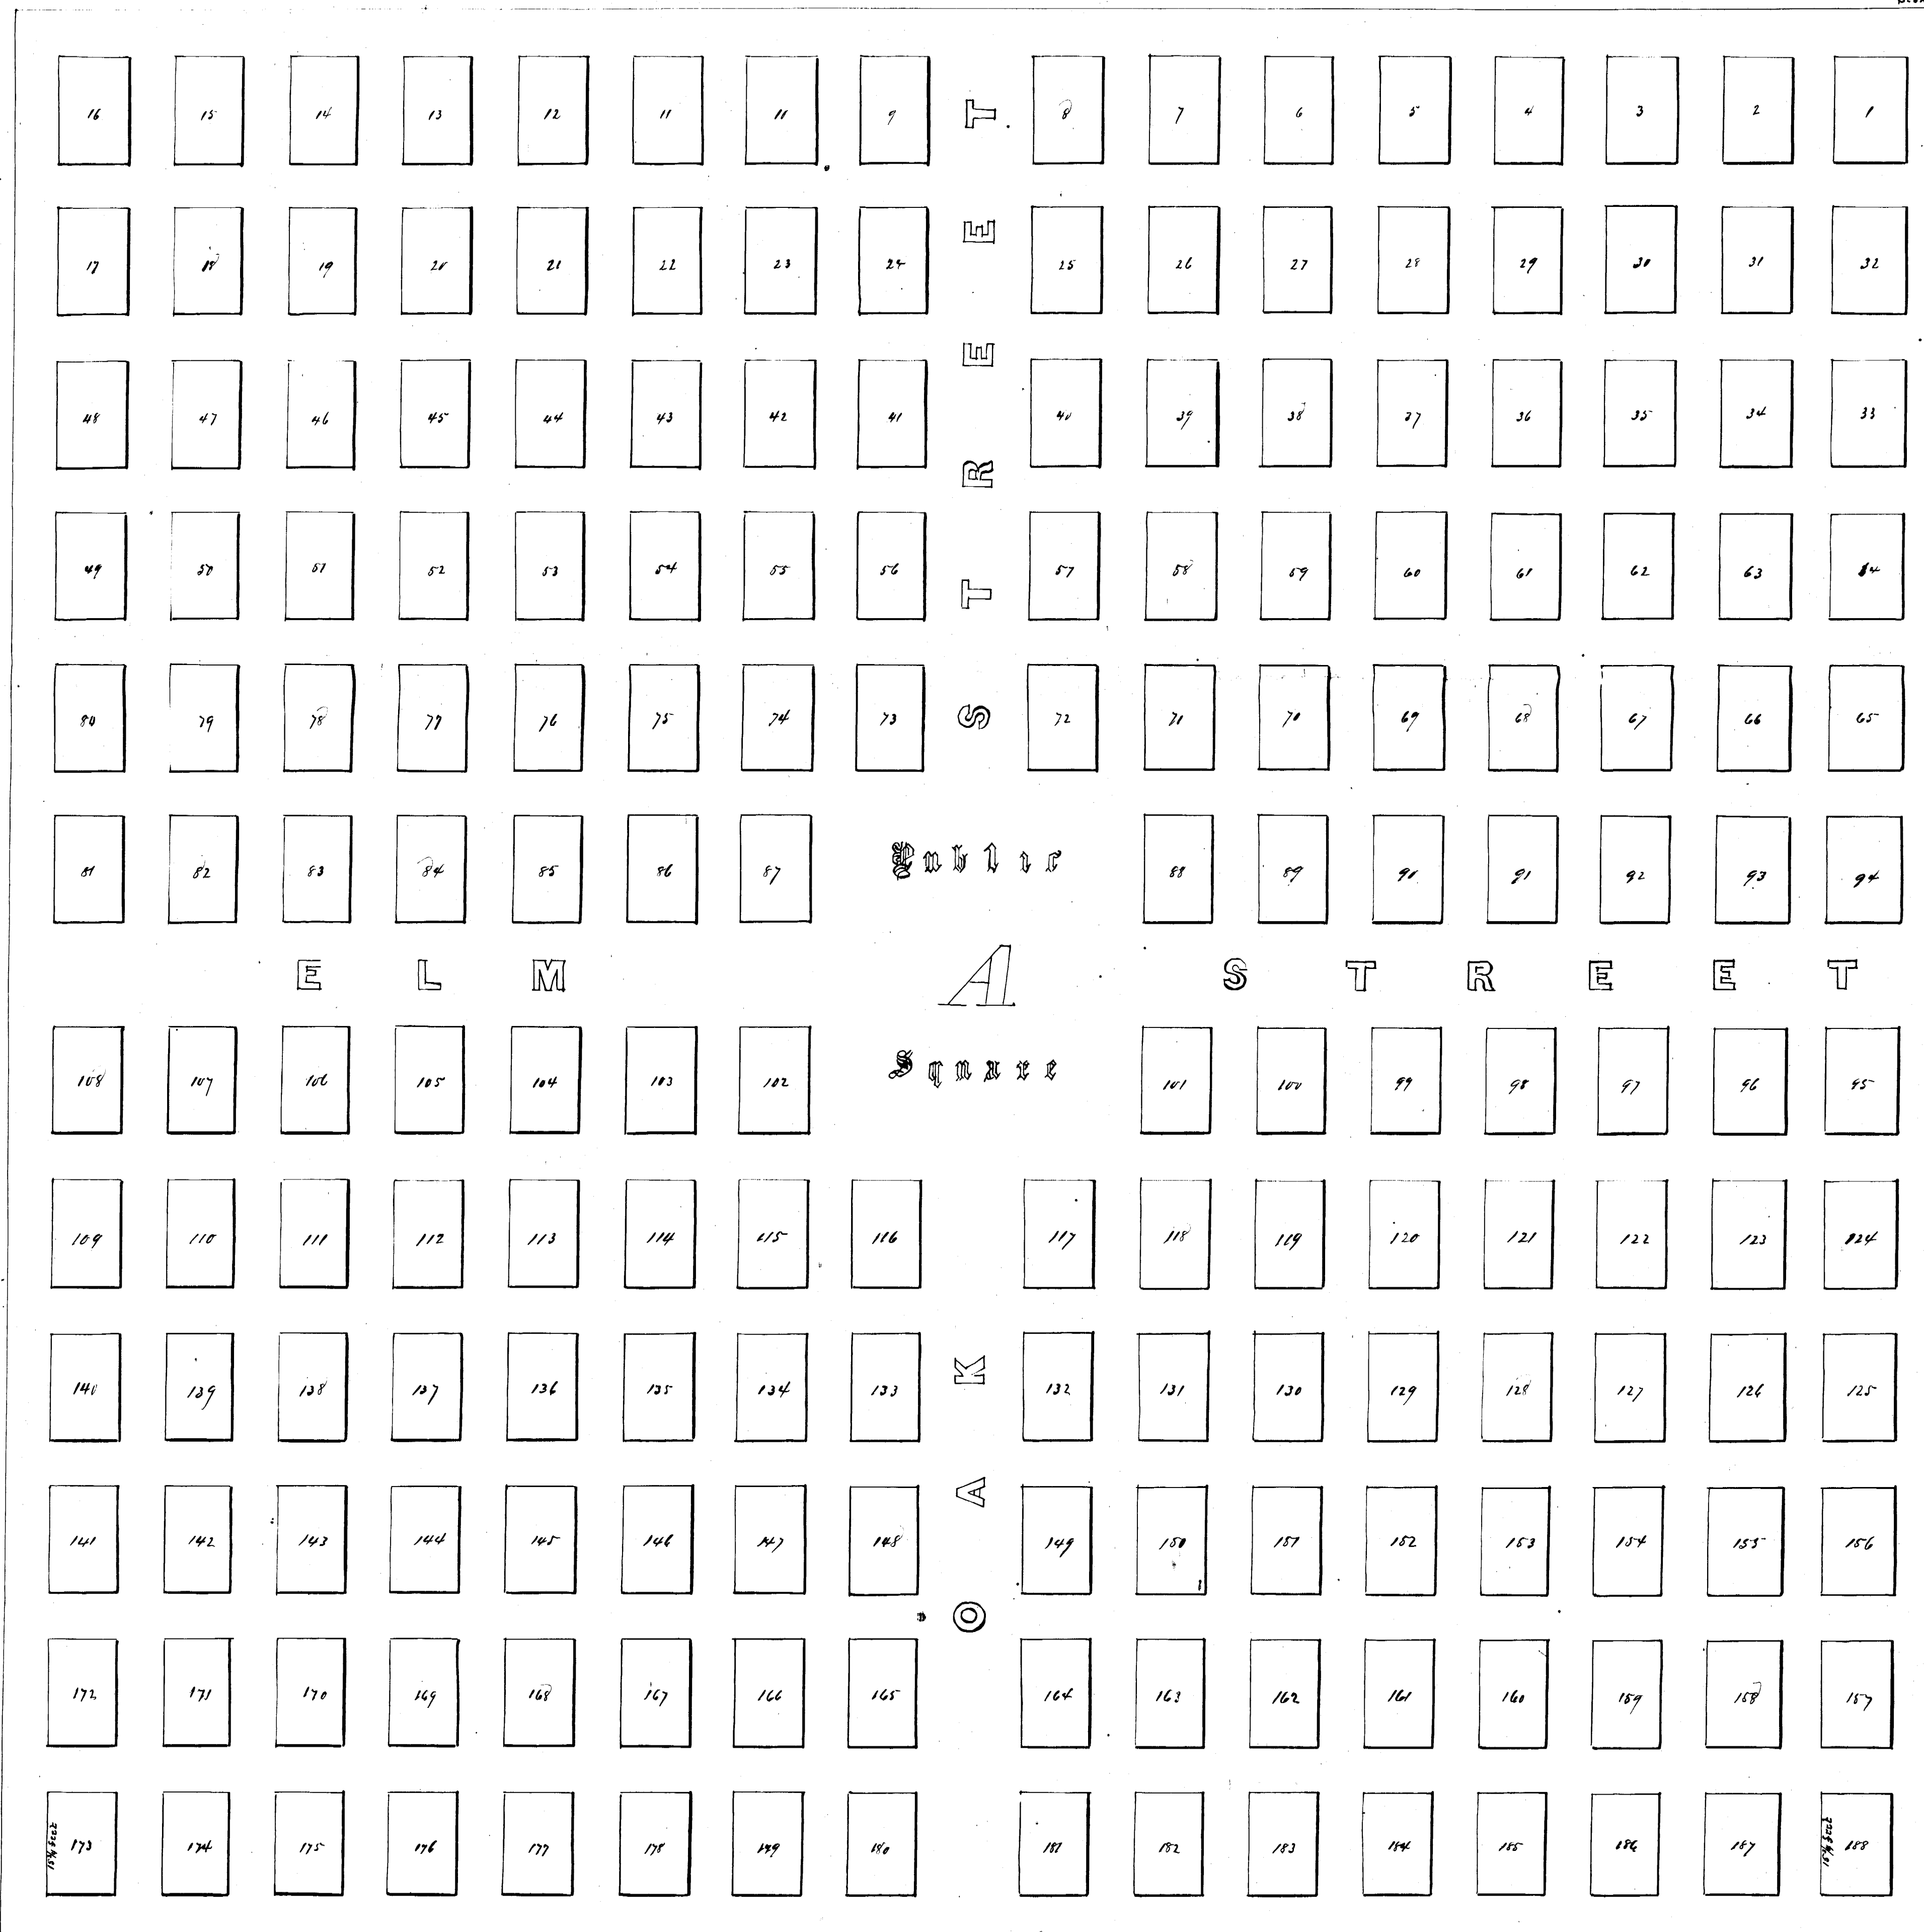 16 15 14 13 12 11 11 9 8 7 6 5 4 3 2 1
17 18 19 20 21 22 23 24 25 26 27 28 29 30 31 32
48 47 46 45 44 43 42 41 40 39 38 37 36 35 34 33
49 50 51 52 53 54 55 56 57 58 59 60 61 62 63 64
80 79 78 77 76 75 74 73 72 71 70 69 68 67 66 65
81 82 83 84 85 86 87 Public 88 89 90 91 92 93 94
ELM A STREET
108 107 106 105 104 103 102 Square 101 100 99 98 97 96 95
109 110 111 112 113 114 115 116 117 118 119 120 121 122 123 124
140 139 138 137 136 135 134 133 132 131 130 129 128 127 126 125
141 142 143 144 145 146 147 148 149 150 151 152 153 154 155 156
172 171 170 169 168 167 166 165 164 163 162 161 160 159 158 157
173 174 175 176 177 178 179 180 181 182 183 184 185 186 187 188
OAK STREET